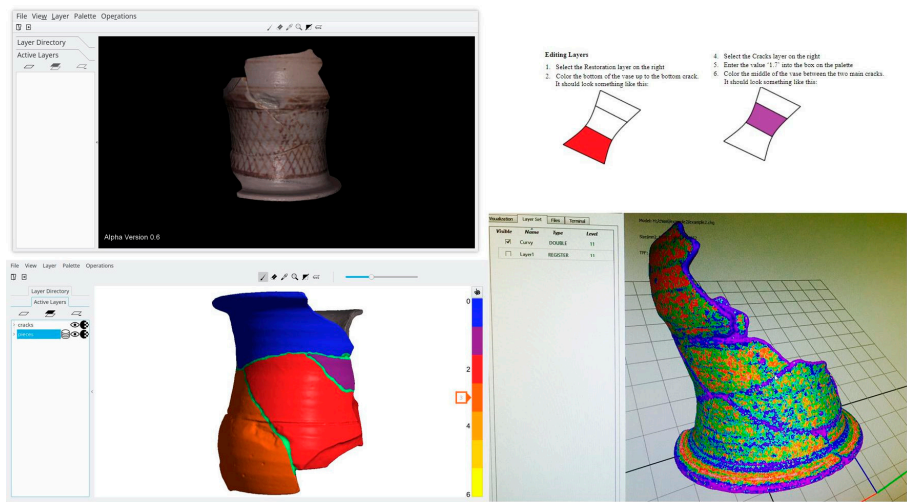 File View Layer Palette Operations
Layer Directory
Active Layers
Alpha Version 0.6
Editing Layers
1. Select the Restoration layer on the right
2. Color the bottom of the vase up to the bottom crack.
It should look something like this:
4. Select the Cracks layer on the right
5. Enter the value '1.7' into the box on the palette
6. Color the middle of the vase between the two main cracks.
It should look something like this:
File View Layer Palette Operations
Layer Directory
Active Layers
cracks
0
2
4
6
Visualization Layer Set Files Terminal
Visible Name Type Level
Curvy DOUBLE 11
Layer1 REGISTER 11